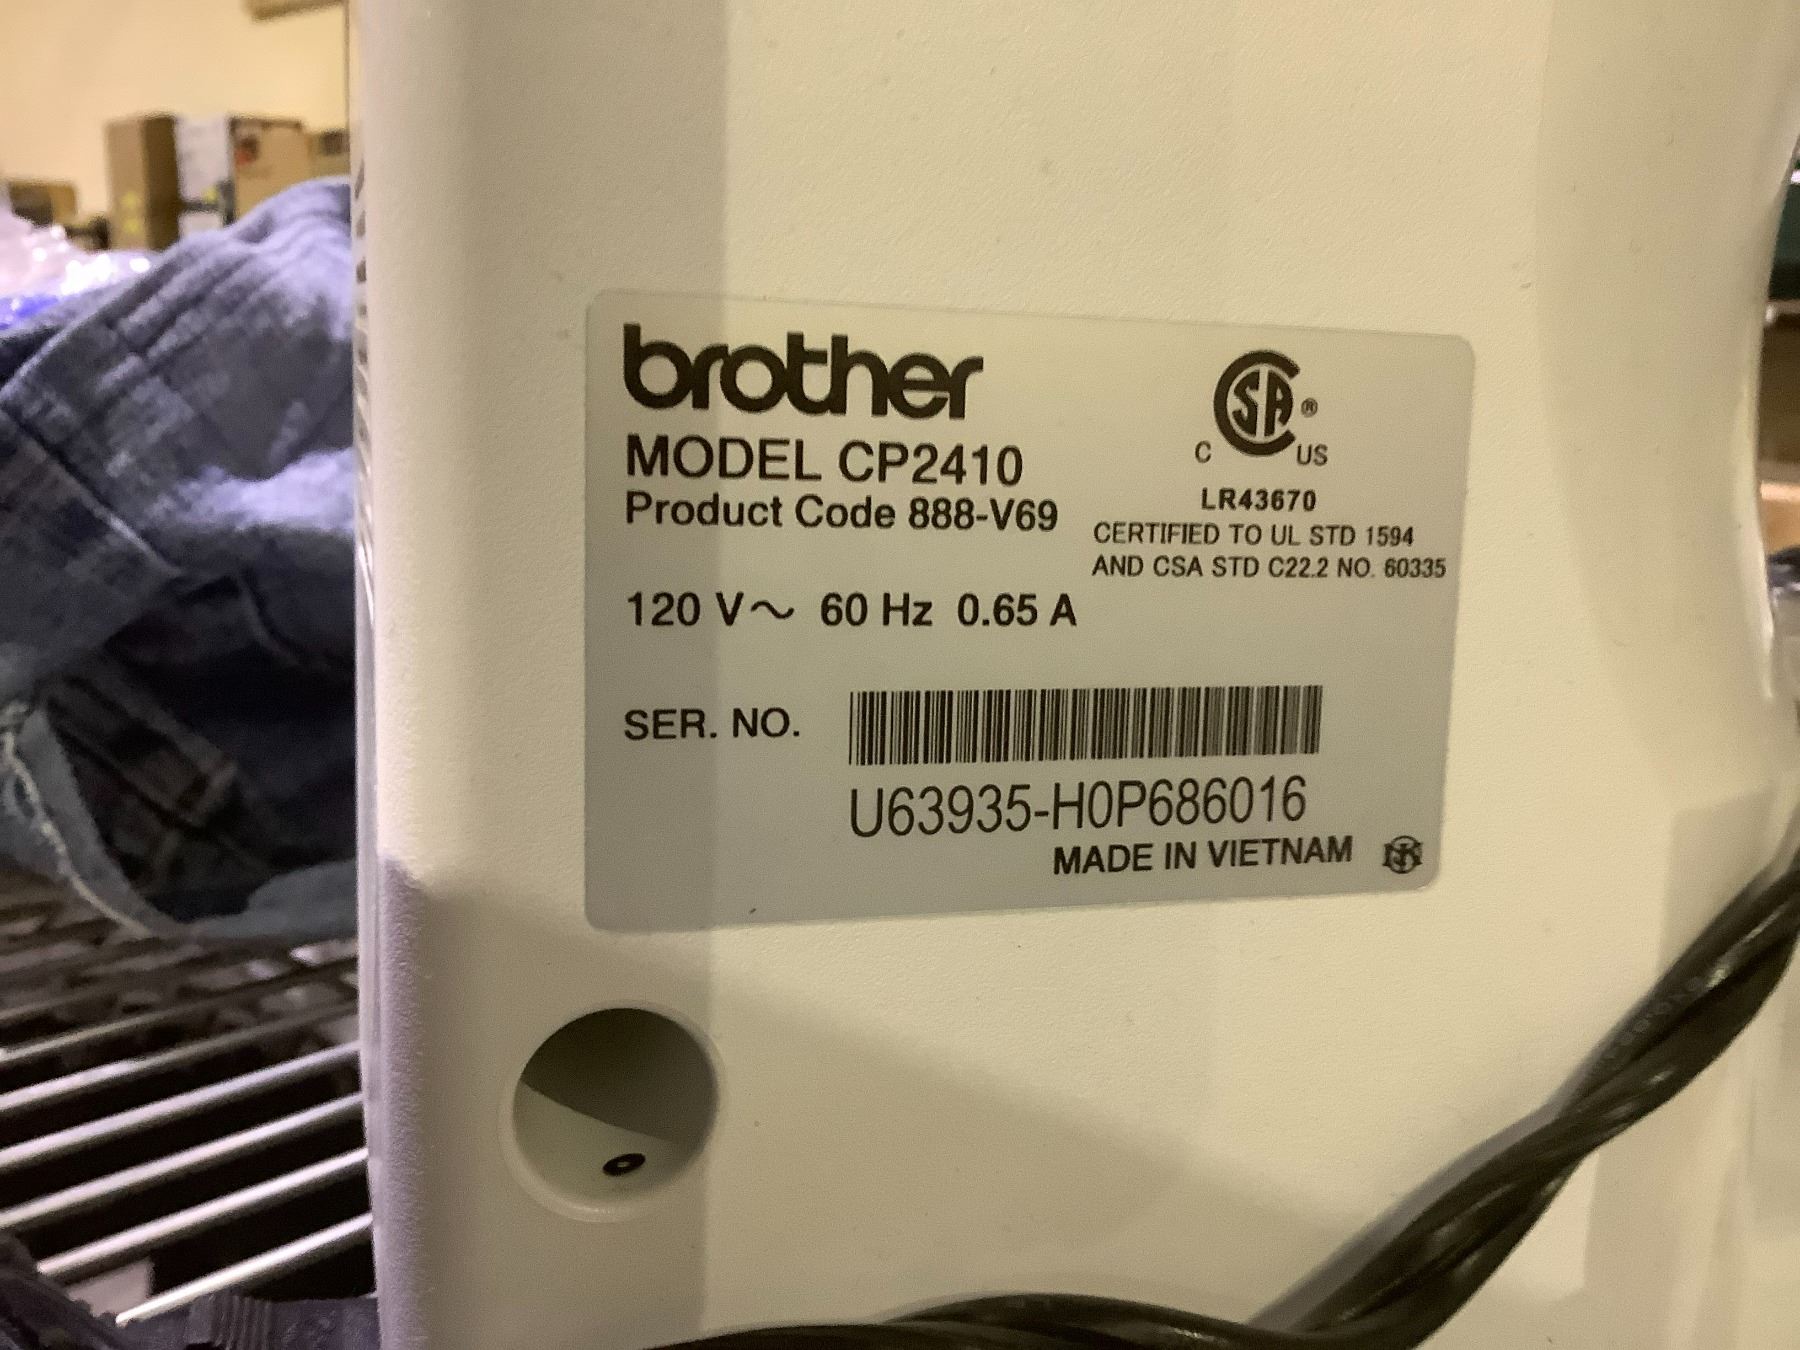 brother
MODEL CP2410
Product Code 888-V69
CSA®
C US
LR43670
CERTIFIED TO UL STD 1594
AND CSA STD C22.2 NO. 60335
120 V～ 60 Hz 0.65 A
SER. NO.
U63935-H0P686016
MADE IN VIETNAM